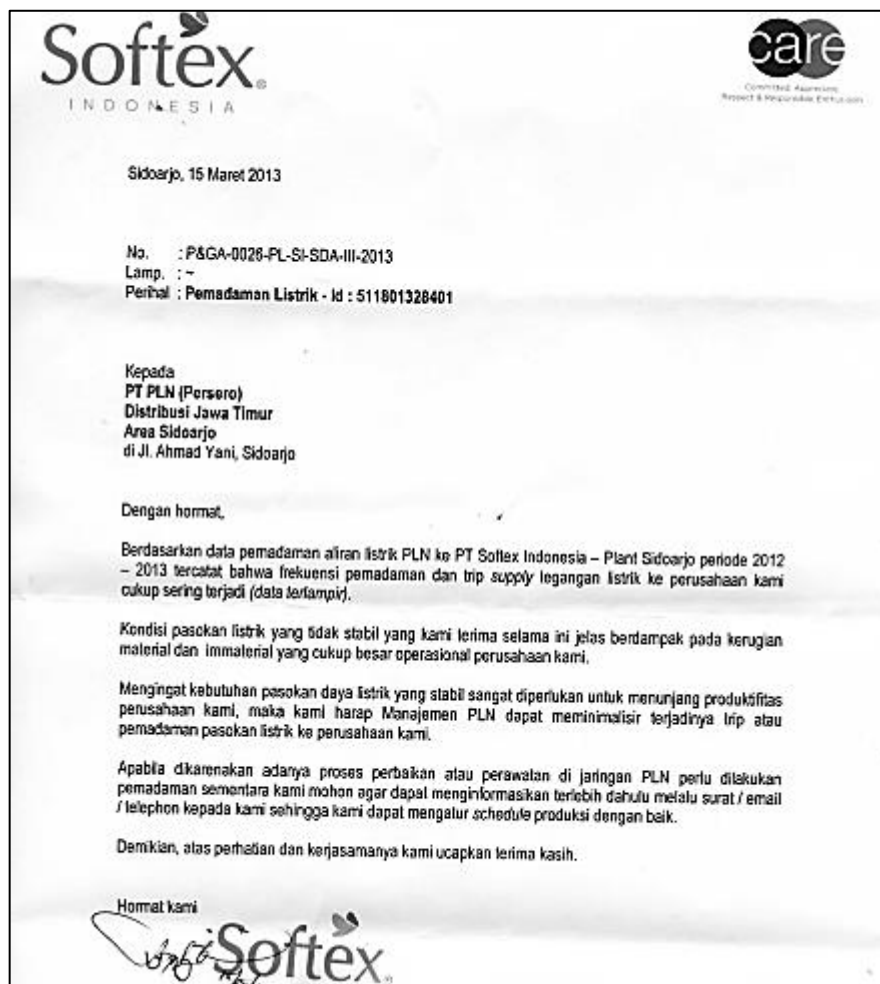 Softex
INDONESIA
care
Sidoarjo, 15 Maret 2013
No. : P&GA-0026-PL-SI-SDA-III-2013
Lamp. : ~
Perihal : Pemadaman Listrik - Id : 511801328401
Kepada
PT PLN (Persero)
Distribusi Jawa Timur
Area Sidoarjo
di Jl. Ahmad Yani, Sidoarjo
Dengan hormat,
Berdasarkan data pemadaman aliran listrik PLN ke PT Softex Indonesia – Plant Sidoarjo periode 2012
– 2013 tercatat bahwa frekuensi pemadaman dan trip supply tegangan listrik ke perusahaan kami
cukup sering terjadi (data terlampir).
Kondisi pasokan listrik yang tidak stabil yang kami terima selama ini jelas berdampak pada kerugian
material dan immaterial yang cukup besar operasional perusahaan kami.
Mengingat kebutuhan pasokan daya listrik yang stabil sangat diperlukan untuk menunjang produktifitas
perusahaan kami, maka kami harap Manajemen PLN dapat meminimalisir terjadinya trip atau
pemadaman pasokan listrik ke perusahaan kami.
Apabila dikarenakan adanya proses perbaikan atau perawatan di jaringan PLN perlu dilakukan
pemadaman sementara kami mohon agar dapat menginformasikan terlebih dahulu melalu surat / email
/ telephon kepada kami sehingga kami dapat mengatur schedule produksi dengan baik.
Demikian, atas perhatian dan kerjasamanya kami ucapkan terima kasih.
Hormat kami
Softex